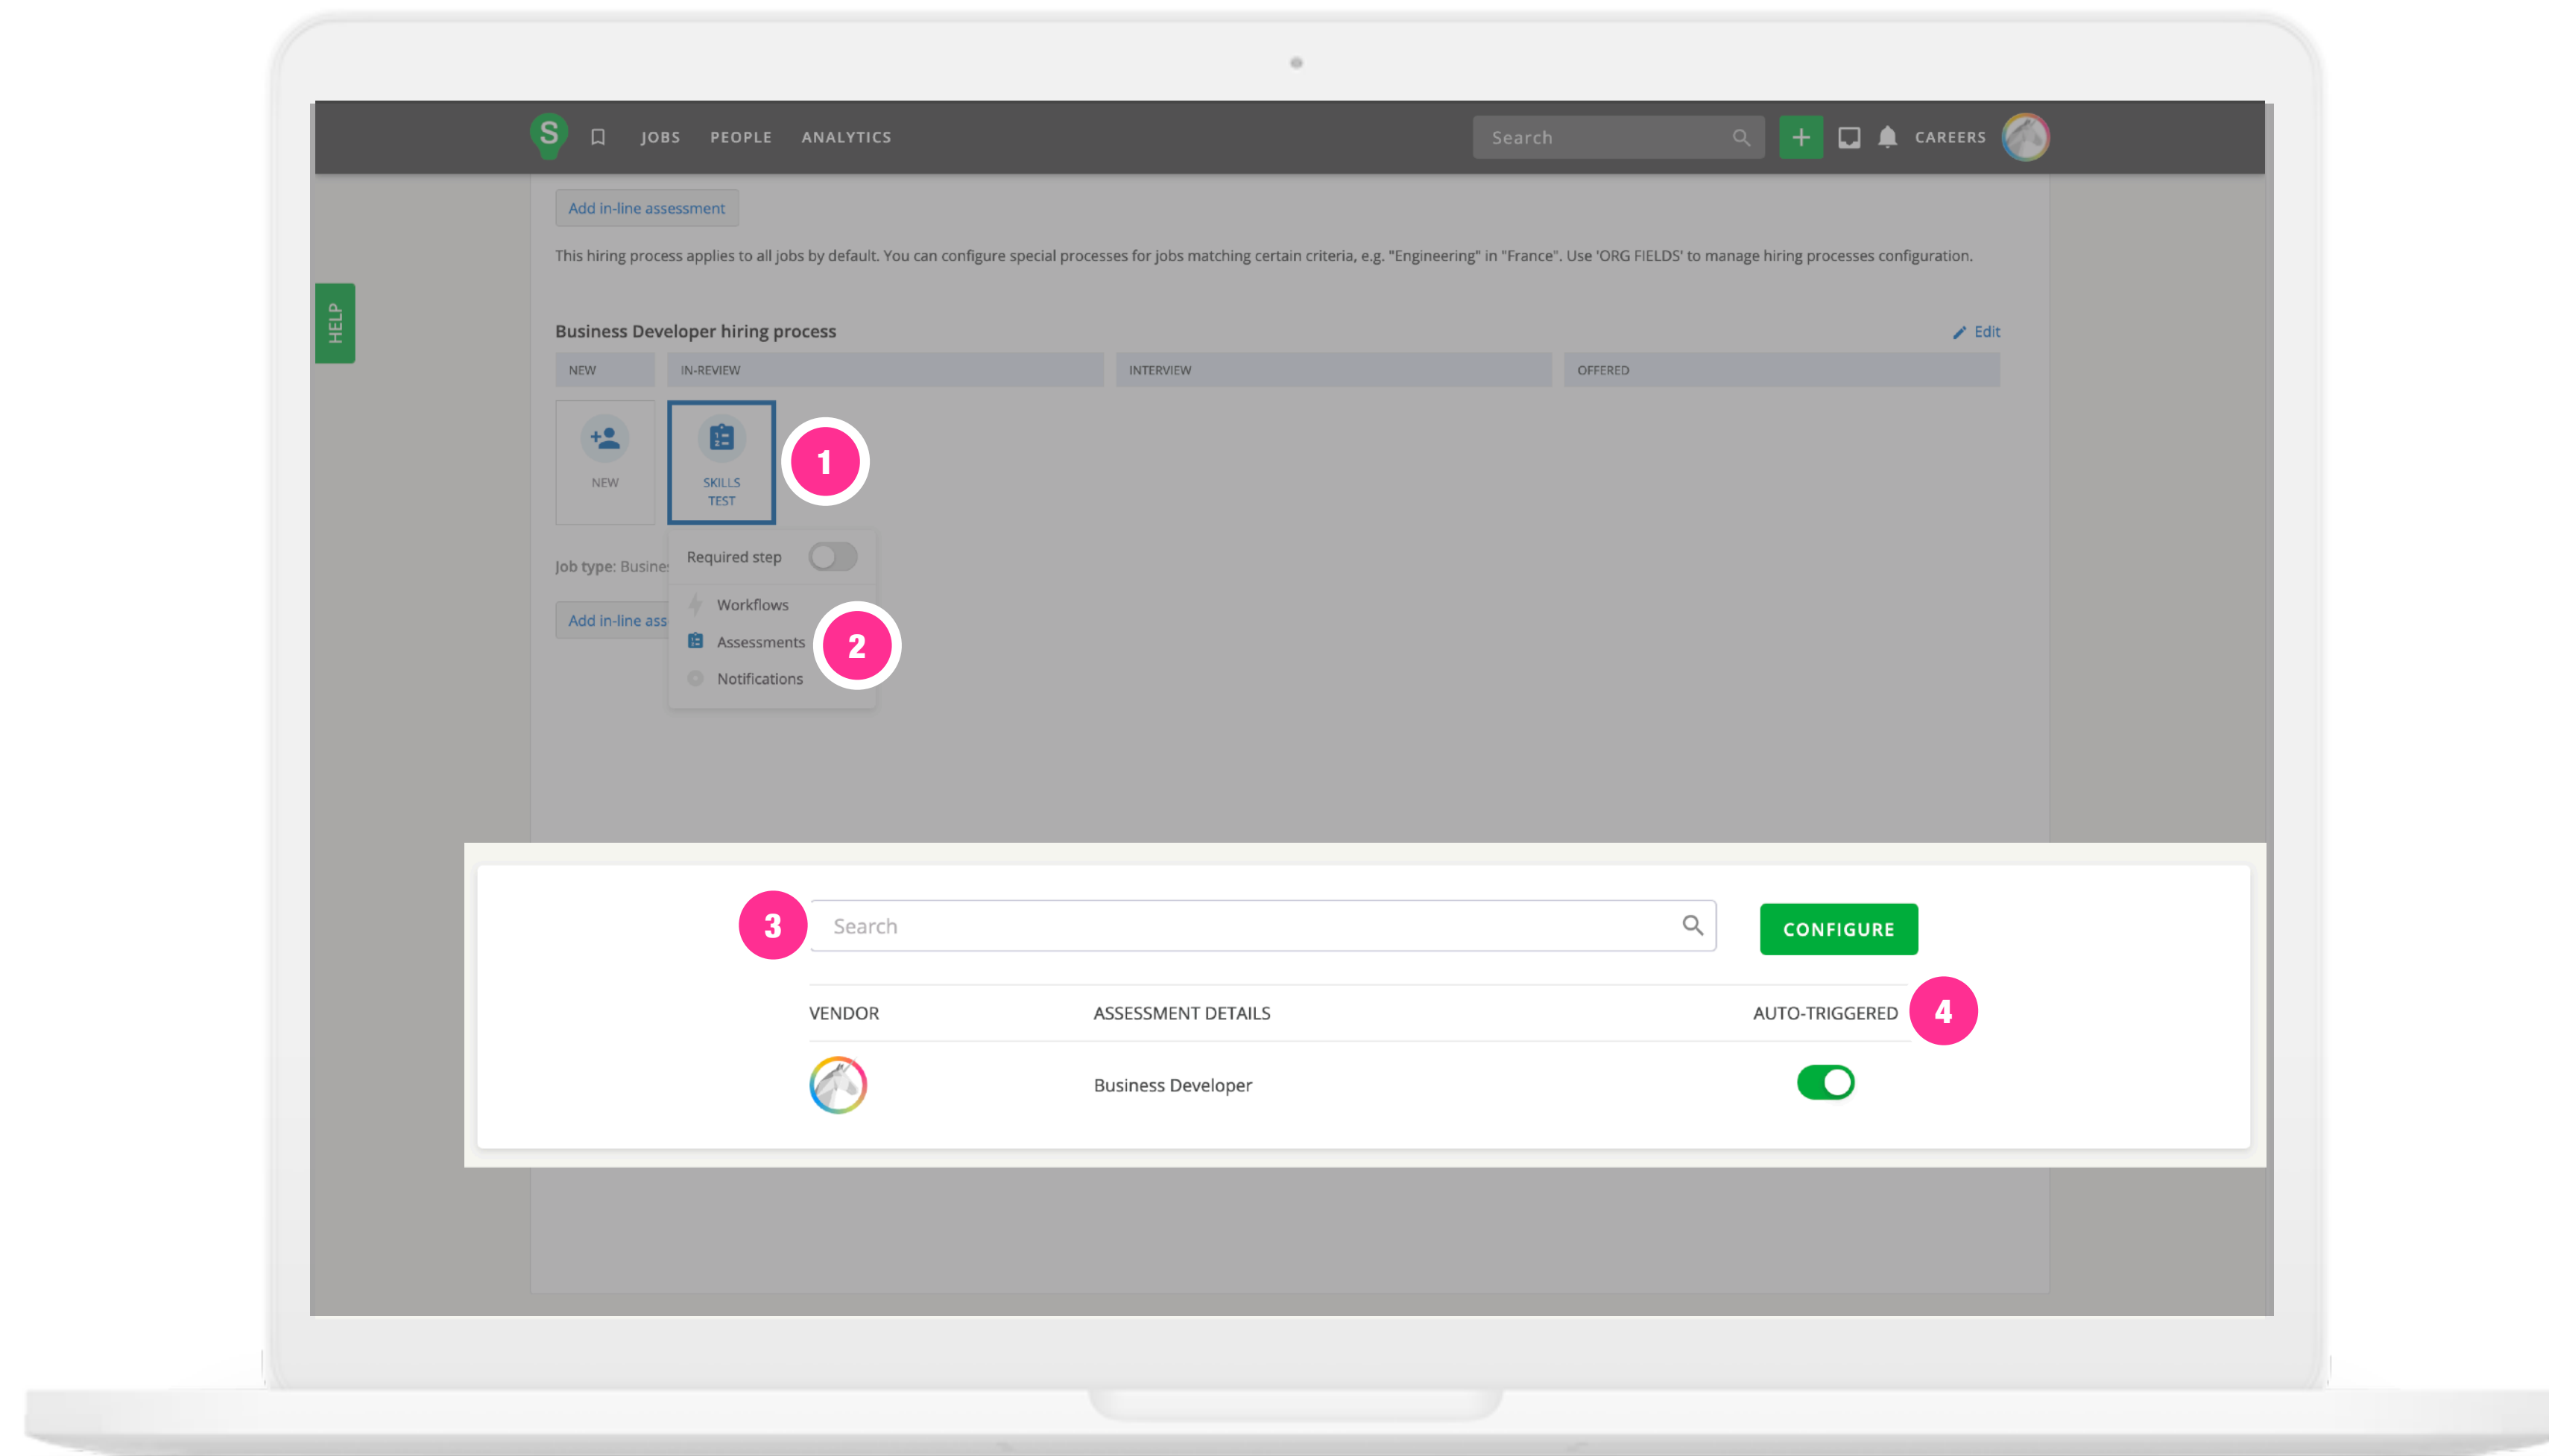 S JOBS PEOPLE ANALYTICS Search + CAREERS
Add in-line assessment
This hiring process applies to all jobs by default. You can configure special processes for jobs matching certain criteria, e.g. "Engineering" in "France". Use 'ORG FIELDS' to manage hiring processes configuration.
HELP
Business Developer hiring process Edit
NEW IN-REVIEW INTERVIEW OFFERED
1
NEW
SKILLS
TEST
Required step
Job type: Busines
Workflows
Add in-line ass
Assessments 2
Notifications
3 Search CONFIGURE
VENDOR ASSESSMENT DETAILS AUTO-TRIGGERED 4
Business Developer